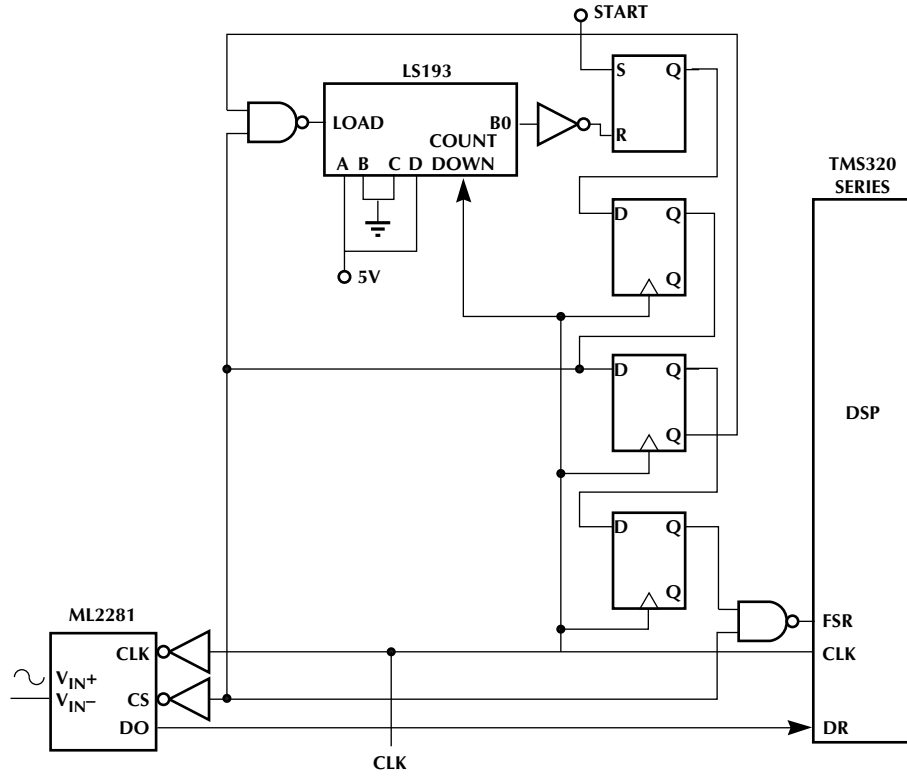 START
LS193
S Q
LOAD
B0
R
COUNT
A B C D DOWN
TMS320
SERIES
D Q
Q
5V
D Q
DSP
Q
D Q
Q
ML2281
FSR
CLK
CLK
VIN+
VIN−
CS
DO
DR
CLK